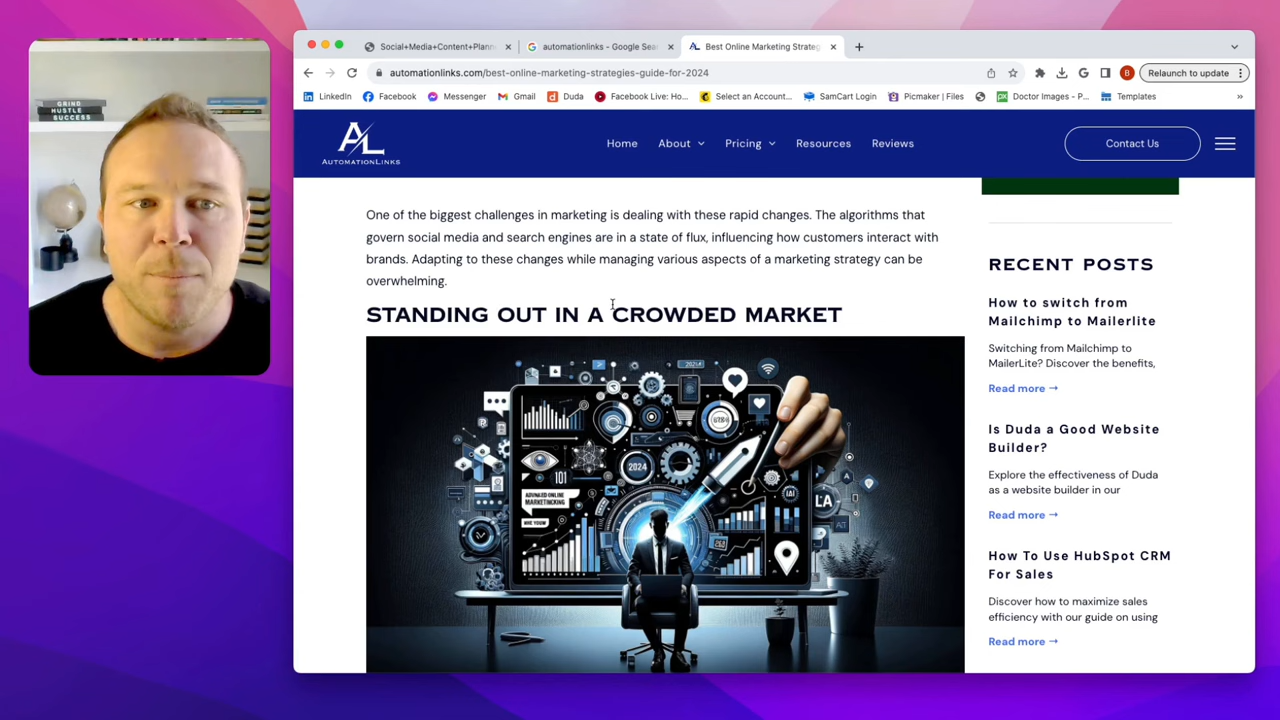 GRIND
HUSTLE
SUCCESS
Social+Media+Content+Plann
automationlinks - Google Sea
Best Online Marketing Strateg
automationlinks.com/best-online-marketing-strategies-guide-for-2024
B
Relaunch to update
LinkedIn
Facebook
Messenger
Gmail
Duda
Facebook Live: Ho...
Select an Account...
SamCart Login
Picmaker | Files
Doctor Images - P...
Templates
»
AL
AUTOMATIONLINKS
Home
About
Pricing
Resources
Reviews
Contact Us
One of the biggest challenges in marketing is dealing with these rapid changes. The algorithms that
govern social media and search engines are in a state of flux, influencing how customers interact with
brands. Adapting to these changes while managing various aspects of a marketing strategy can be
overwhelming.
STANDING OUT IN A CROWDED MARKET
2024
101
LA
RECENT POSTS
How to switch from
Mailchimp to Mailerlite
Switching from Mailchimp to
MailerLite? Discover the benefits,
Read more →
Is Duda a Good Website
Builder?
Explore the effectiveness of Duda
as a website builder in our
Read more →
How To Use HubSpot CRM
For Sales
Discover how to maximize sales
efficiency with our guide on using
Read more →